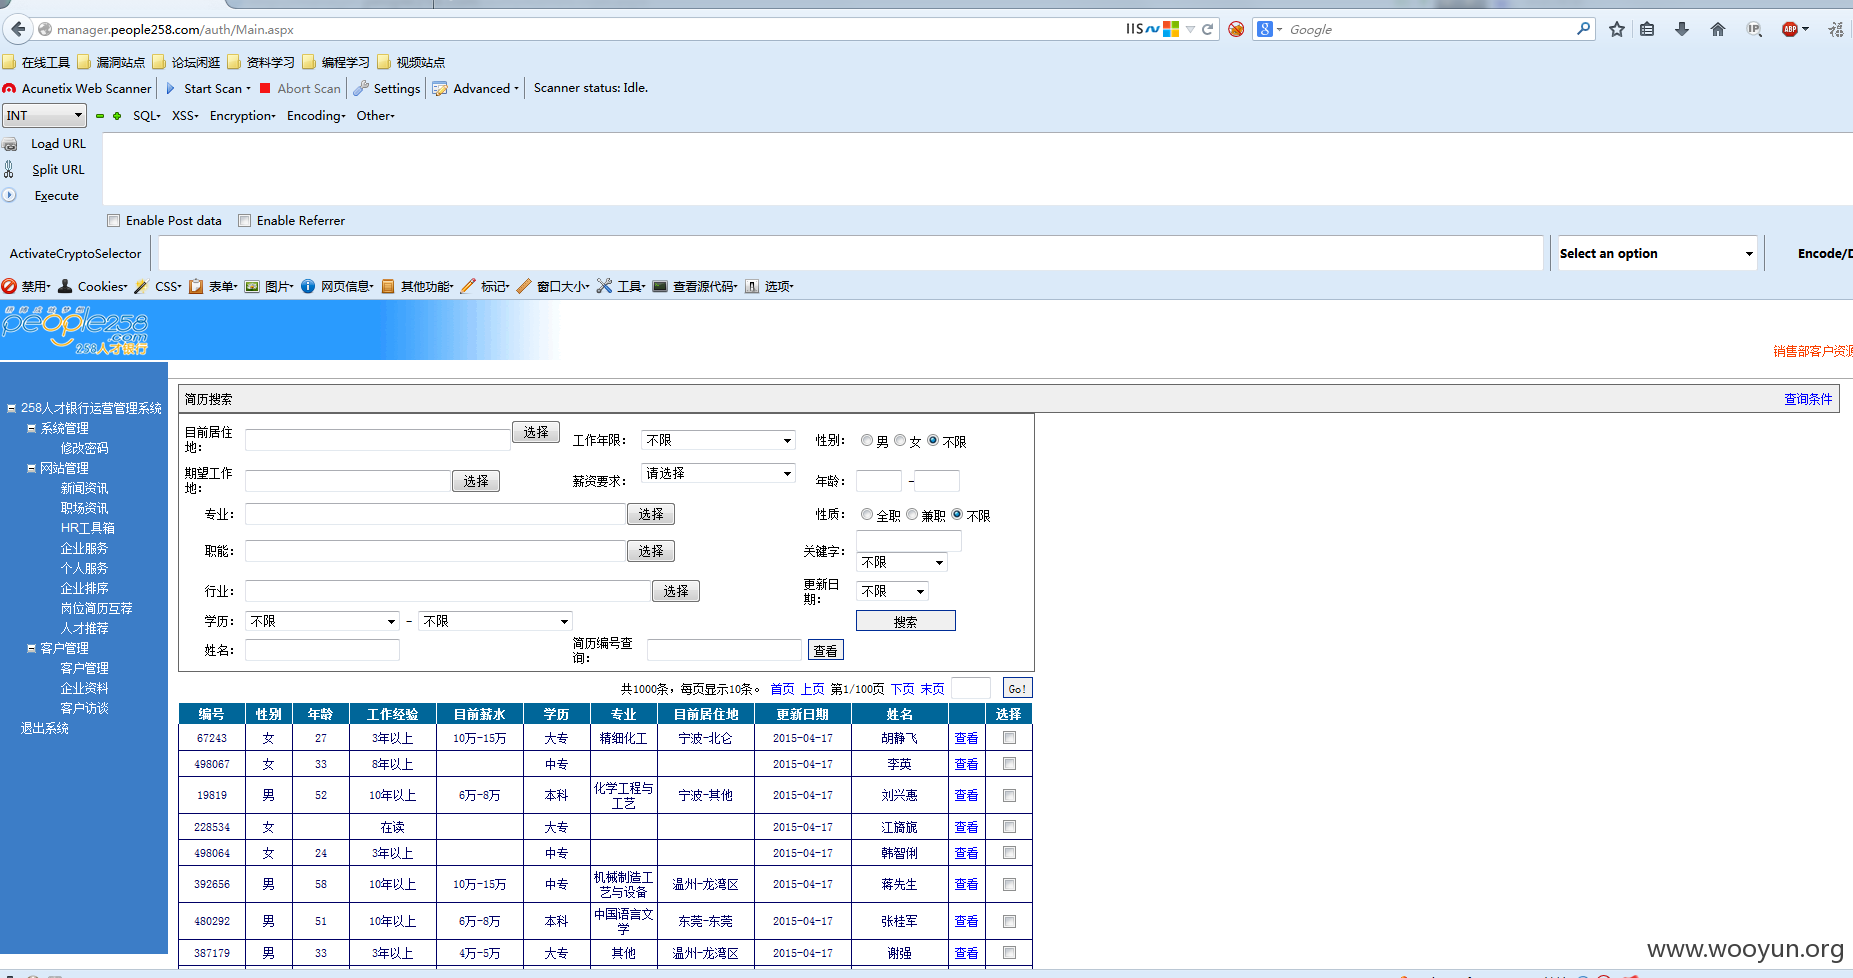 manager.people258.com/auth/Main.aspx
IIS
8
Google
IP
ABP
在线工具 漏洞站点 论坛闲逛 资料学习 编程学习 视频站点
Acunetix Web Scanner Start Scan Abort Scan Settings Advanced Scanner status: Idle.
INT SQL XSS Encryption Encoding Other
Load URL
Split URL
Execute
Enable Post data Enable Referrer
ActivateCryptoSelector Select an option Encode/D
禁用 Cookies CSS 表单 图片 网页信息 其他功能 标记 窗口大小 工具 查看源代码 选项
people258
.com
258人才银行
销售部客户资源
258人才银行运营管理系统
系统管理
修改密码
网站管理
新闻资讯
职场资讯
HR工具箱
企业服务
个人服务
企业排序
岗位简历互荐
人才推荐
客户管理
客户管理
企业资料
客户访谈
退出系统
简历搜索 查询条件
目前居住地： 选择 工作年限： 不限 性别： 男 女 不限
期望工作地： 选择 薪资要求： 请选择 年龄： -
专业： 选择 性质： 全职 兼职 不限
职能： 选择 关键字： 不限
行业： 选择 更新日期： 不限
学历： 不限 - 不限 搜索
姓名： 简历编号查询： 查看
共1000条，每页显示10条。 首页 上页 第1/100页 下页 末页 Go!
编号 性别 年龄 工作经验 目前薪水 学历 专业 目前居住地 更新日期 姓名 选择
67243 女 27 3年以上 10万-15万 大专 精细化工 宁波-北仑 2015-04-17 胡静飞 查看
498067 女 33 8年以上 中专 2015-04-17 李英 查看
19819 男 52 10年以上 6万-8万 本科 化学工程与工艺 宁波-其他 2015-04-17 刘兴惠 查看
228534 女 在读 大专 2015-04-17 江旖旎 查看
498064 女 24 3年以上 中专 2015-04-17 韩智俐 查看
392656 男 58 10年以上 10万-15万 中专 机械制造工艺与设备 温州-龙湾区 2015-04-17 蒋先生 查看
480292 男 51 10年以上 6万-8万 本科 中国语言文学 东莞-东莞 2015-04-17 张桂军 查看
387179 男 33 3年以上 4万-5万 大专 其他 温州-龙湾区 2015-04-17 谢强 查看
www.wooyun.org